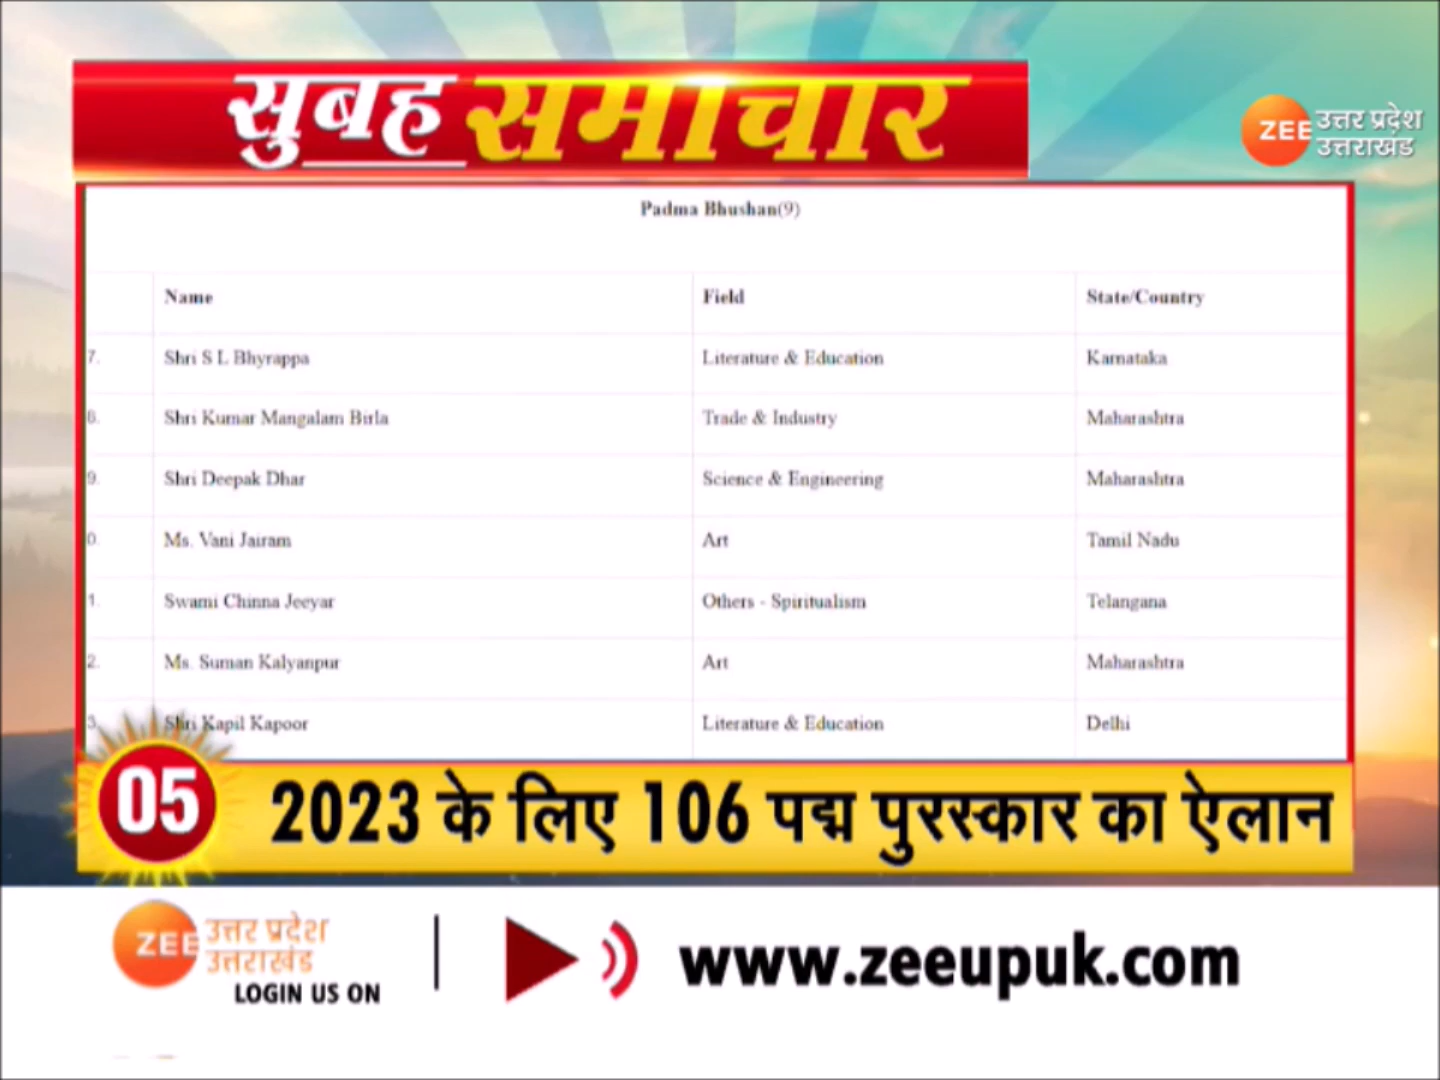 सुबह समाचार
ZEE उत्तर प्रदेश
उत्तराखंड
Padma Bhushan(9)
Name Field State/Country
7. Shri S L Bhyrappa Literature & Education Karnataka
8. Shri Kumar Mangalam Birla Trade & Industry Maharashtra
9. Shri Deepak Dhar Science & Engineering Maharashtra
0. Ms. Vani Jairam Art Tamil Nadu
1. Swami Chinna Jeeyar Others - Spiritualism Telangana
2. Ms. Suman Kalyanpur Art Maharashtra
3. Shri Kapil Kapoor Literature & Education Delhi
05 2023 के लिए 106 पद्म पुरस्कार का ऐलान
ZEE उत्तर प्रदेश
उत्तराखंड
LOGIN US ON
www.zeeupuk.com